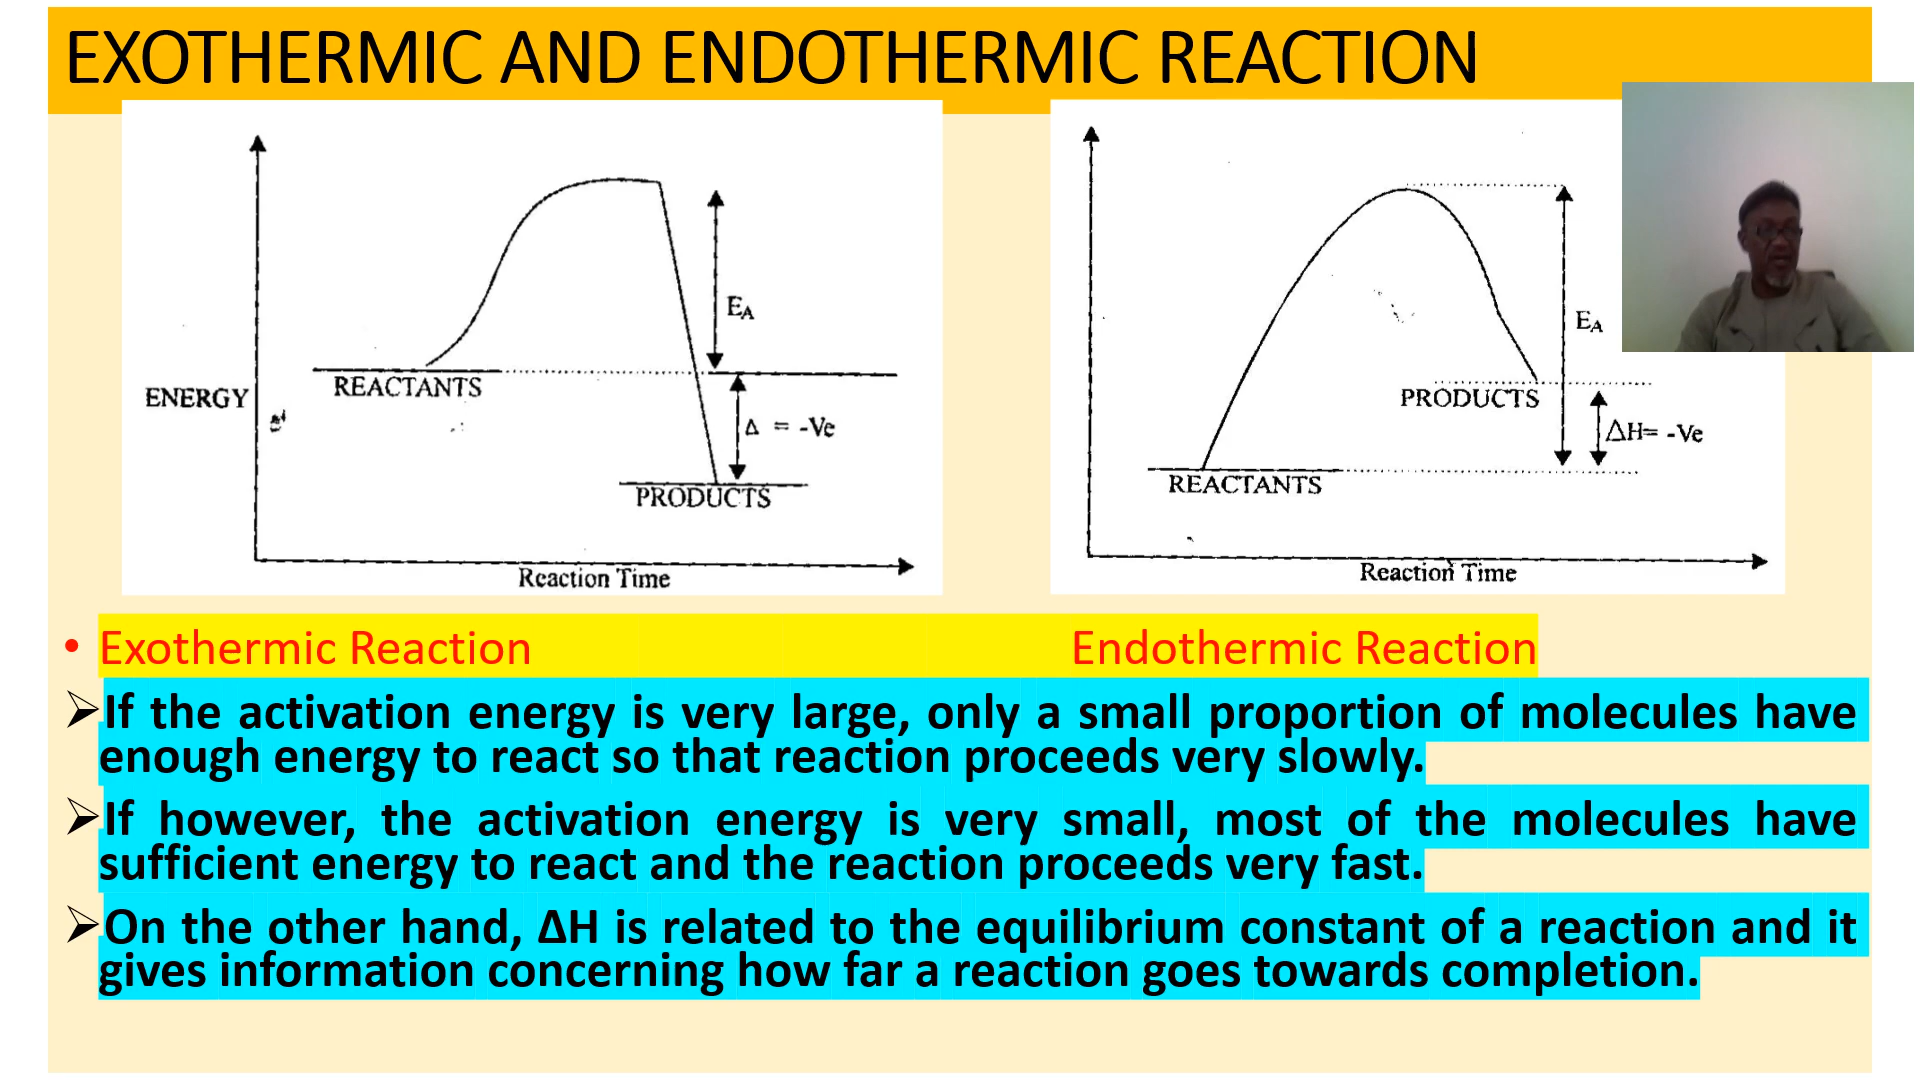 EXOTHERMIC AND ENDOTHERMIC REACTION
ENERGY
REACTANTS
EA
Δ = -Ve
PRODUCTS
Reaction Time
EA
PRODUCTS
ΔH= -Ve
REACTANTS
Reaction Time
• Exothermic Reaction Endothermic Reaction
➢If the activation energy is very large, only a small proportion of molecules have
enough energy to react so that reaction proceeds very slowly.
➢If however, the activation energy is very small, most of the molecules have
sufficient energy to react and the reaction proceeds very fast.
➢On the other hand, ΔH is related to the equilibrium constant of a reaction and it
gives information concerning how far a reaction goes towards completion.